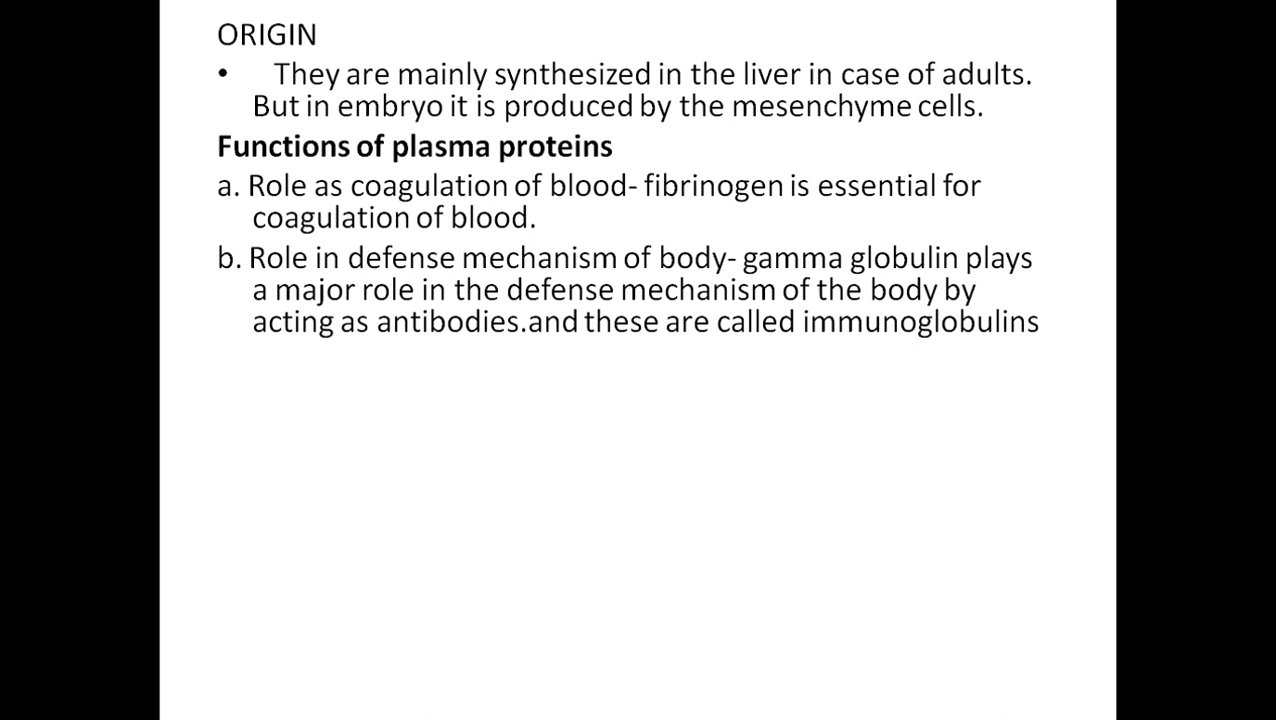 ORIGIN
• They are mainly synthesized in the liver in case of adults.
But in embryo it is produced by the mesenchyme cells.
Functions of plasma proteins
a. Role as coagulation of blood- fibrinogen is essential for
coagulation of blood.
b. Role in defense mechanism of body- gamma globulin plays
a major role in the defense mechanism of the body by
acting as antibodies.and these are called immunoglobulins